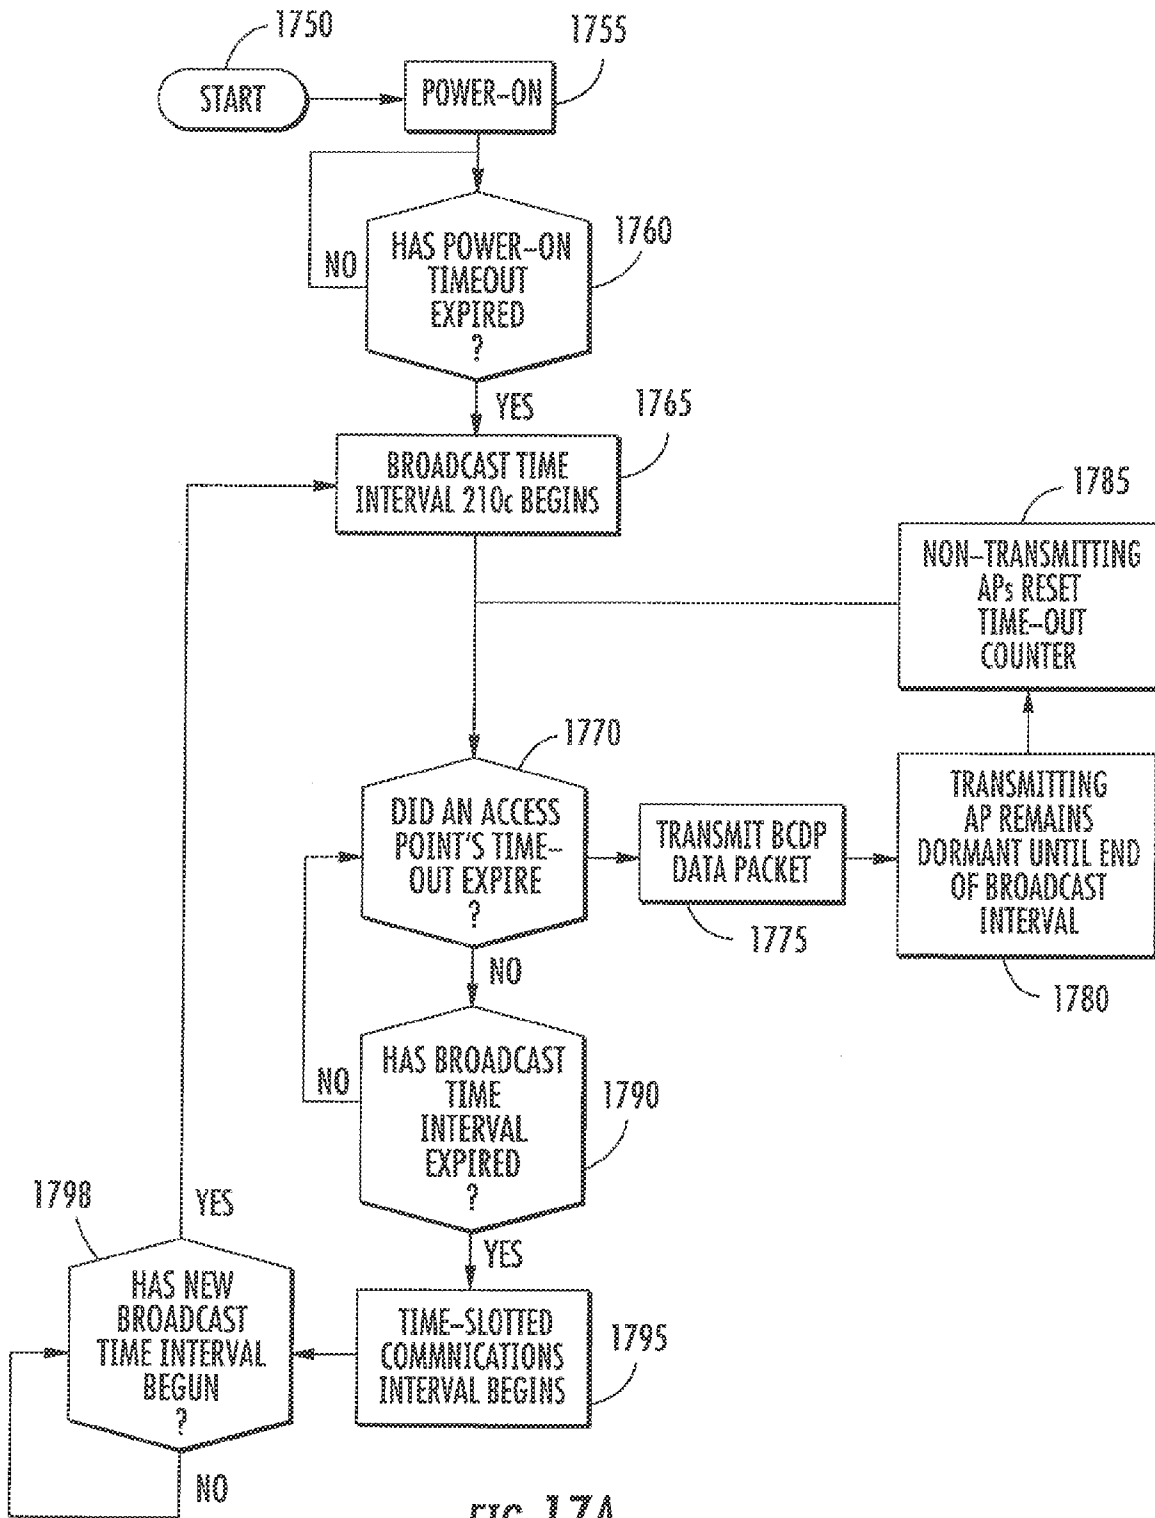 1750
START
1755
POWER-ON
1760
HAS POWER-ON
TIMEOUT
EXPIRED
?
NO
YES
1765
BROADCAST TIME
INTERVAL 210c BEGINS
1785
NON-TRANSMITTING
APs RESET
TIME-OUT
COUNTER
1770
DID AN ACCESS
POINT'S TIME-
OUT EXPIRE
?
TRANSMIT BCDP
DATA PACKET
1775
TRANSMITTING
AP REMAINS
DORMANT UNTIL END
OF BROADCAST
INTERVAL
1780
NO
HAS BROADCAST
TIME
INTERVAL
EXPIRED
?
NO
1790
YES
1798
YES
HAS NEW
BROADCAST
TIME INTERVAL
BEGUN
?
NO
TIME-SLOTTED
COMMNICATIONS
INTERVAL BEGINS
1795
FIG. 17A